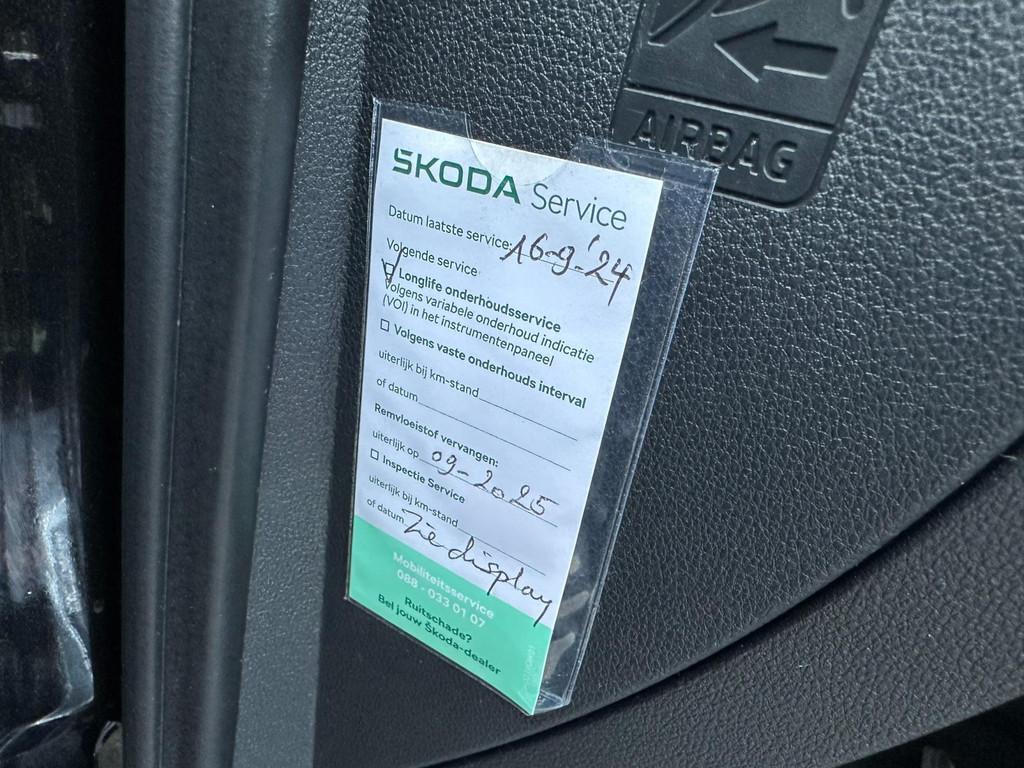 AIRBAG
ŠKODA Service
Datum laatste service: 16-9-'24
Volgende service
Longlife onderhoudsservice
Volgens variabele onderhoud indicatie
(VOI) in het instrumentenpaneel
Volgens vaste onderhouds interval
uiterlijk bij km-stand
of datum
Remvloeistof vervangen:
uiterlijk op 09-2025
Inspectie Service
uiterlijk bij km-stand
of datum Zie display
Mobiliteitsservice
088 - 033 01 07
Ruitschade?
Bel jouw Škoda-dealer